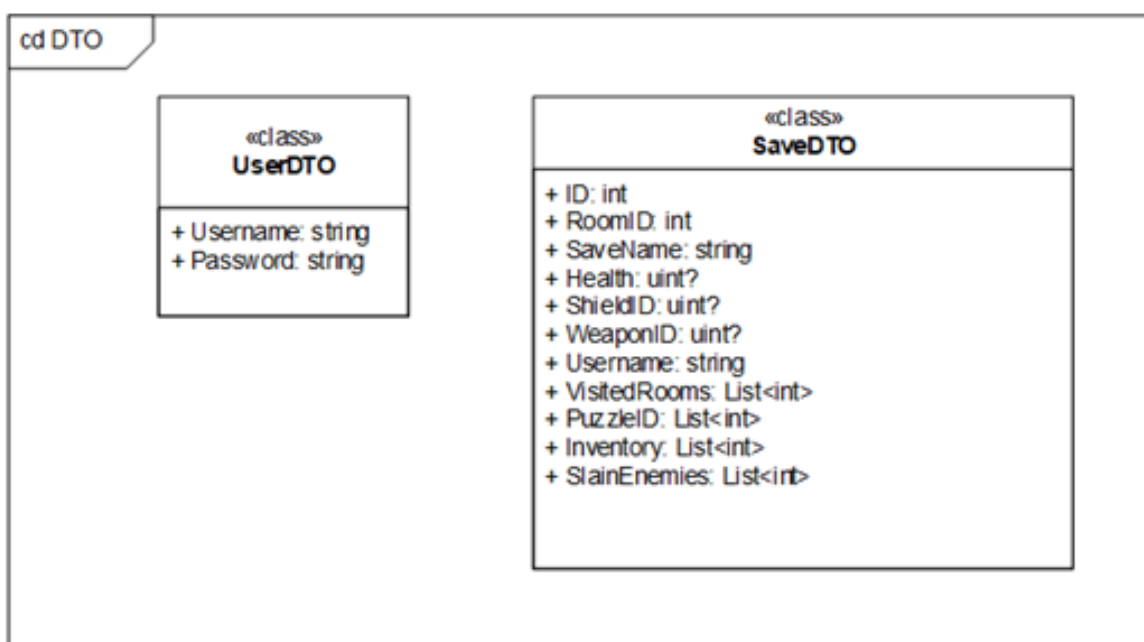 cd DTO
«class»
UserDTO
+ Username: string
+ Password: string
«class»
SaveDTO
+ ID: int
+ RoomID: int
+ SaveName: string
+ Health: uint?
+ ShieldID: uint?
+ WeaponID: uint?
+ Username: string
+ VisitedRooms: List<int>
+ PuzzleID: List<int>
+ Inventory: List<int>
+ SlainEnemies: List<int>